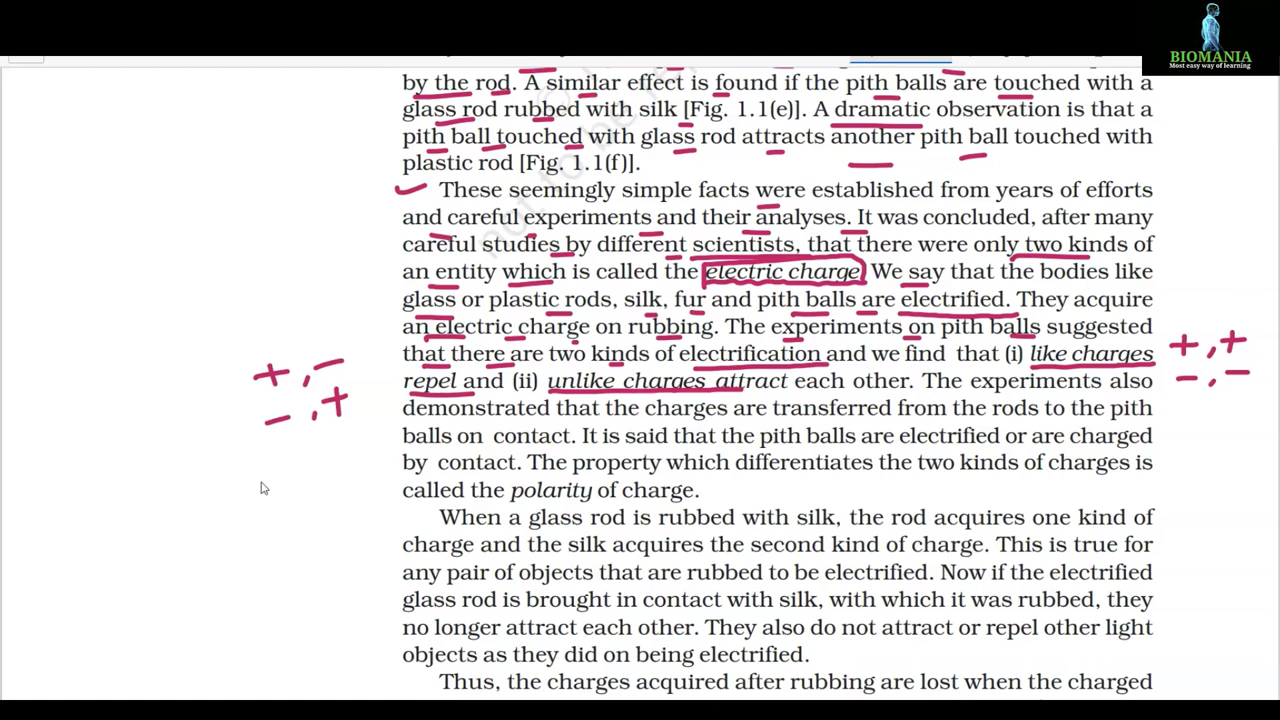 BIOMANIA
Most easy way of learning
by the rod. A similar effect is found if the pith balls are touched with a
glass rod rubbed with silk [Fig. 1.1(e)]. A dramatic observation is that a
pith ball touched with glass rod attracts another pith ball touched with
plastic rod [Fig. 1.1(f)].
These seemingly simple facts were established from years of efforts
and careful experiments and their analyses. It was concluded, after many
careful studies by different scientists, that there were only two kinds of
an entity which is called the electric charge. We say that the bodies like
glass or plastic rods, silk, fur and pith balls are electrified. They acquire
an electric charge on rubbing. The experiments on pith balls suggested
that there are two kinds of electrification and we find that (i) like charges
repel and (ii) unlike charges attract each other. The experiments also
demonstrated that the charges are transferred from the rods to the pith
balls on contact. It is said that the pith balls are electrified or are charged
by contact. The property which differentiates the two kinds of charges is
called the polarity of charge.
When a glass rod is rubbed with silk, the rod acquires one kind of
charge and the silk acquires the second kind of charge. This is true for
any pair of objects that are rubbed to be electrified. Now if the electrified
glass rod is brought in contact with silk, with which it was rubbed, they
no longer attract each other. They also do not attract or repel other light
objects as they did on being electrified.
Thus, the charges acquired after rubbing are lost when the charged
+ , −
− , +
+ , +
− , −